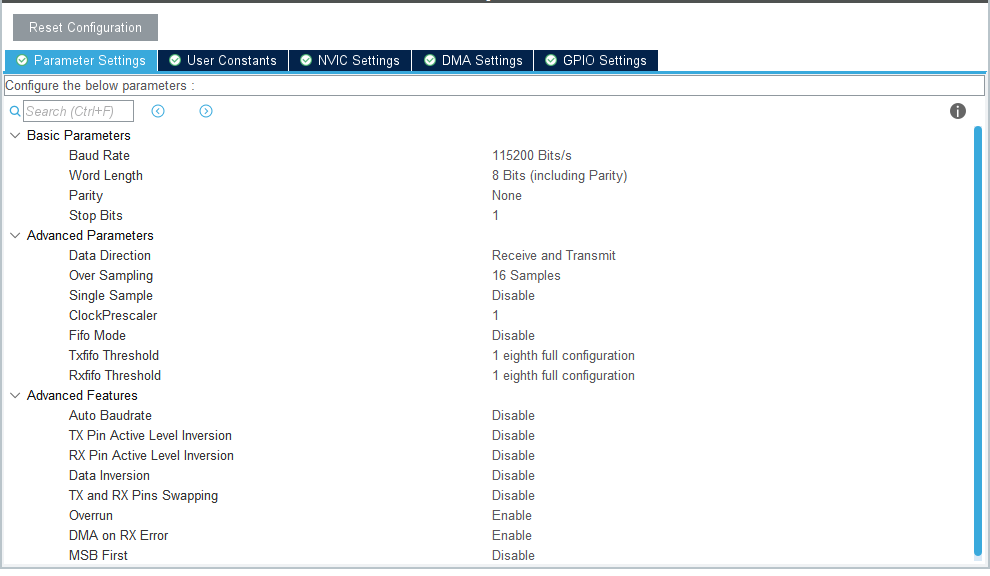 Reset Configuration
Parameter Settings User Constants NVIC Settings DMA Settings GPIO Settings
Configure the below parameters :
Search (Ctrl+F)
Basic Parameters
Baud Rate 115200 Bits/s
Word Length 8 Bits (including Parity)
Parity None
Stop Bits 1
Advanced Parameters
Data Direction Receive and Transmit
Over Sampling 16 Samples
Single Sample Disable
ClockPrescaler 1
Fifo Mode Disable
Txfifo Threshold 1 eighth full configuration
Rxfifo Threshold 1 eighth full configuration
Advanced Features
Auto Baudrate Disable
TX Pin Active Level Inversion Disable
RX Pin Active Level Inversion Disable
Data Inversion Disable
TX and RX Pins Swapping Disable
Overrun Enable
DMA on RX Error Enable
MSB First Disable